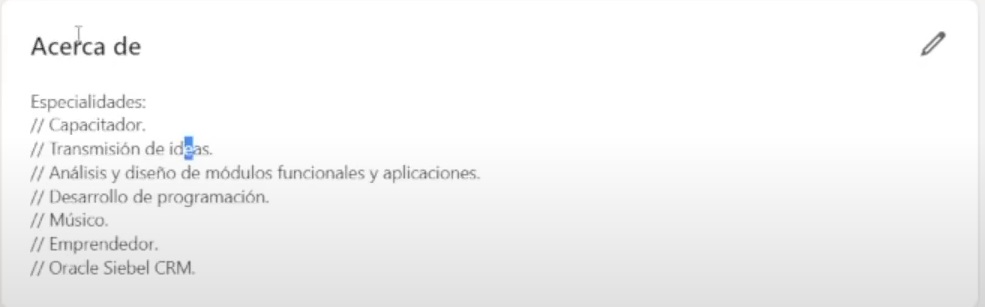 Acerca de
Especialidades:
// Capacitador.
// Transmisión de ideas.
// Análisis y diseño de módulos funcionales y aplicaciones.
// Desarrollo de programación.
// Músico.
// Emprendedor.
// Oracle Siebel CRM.